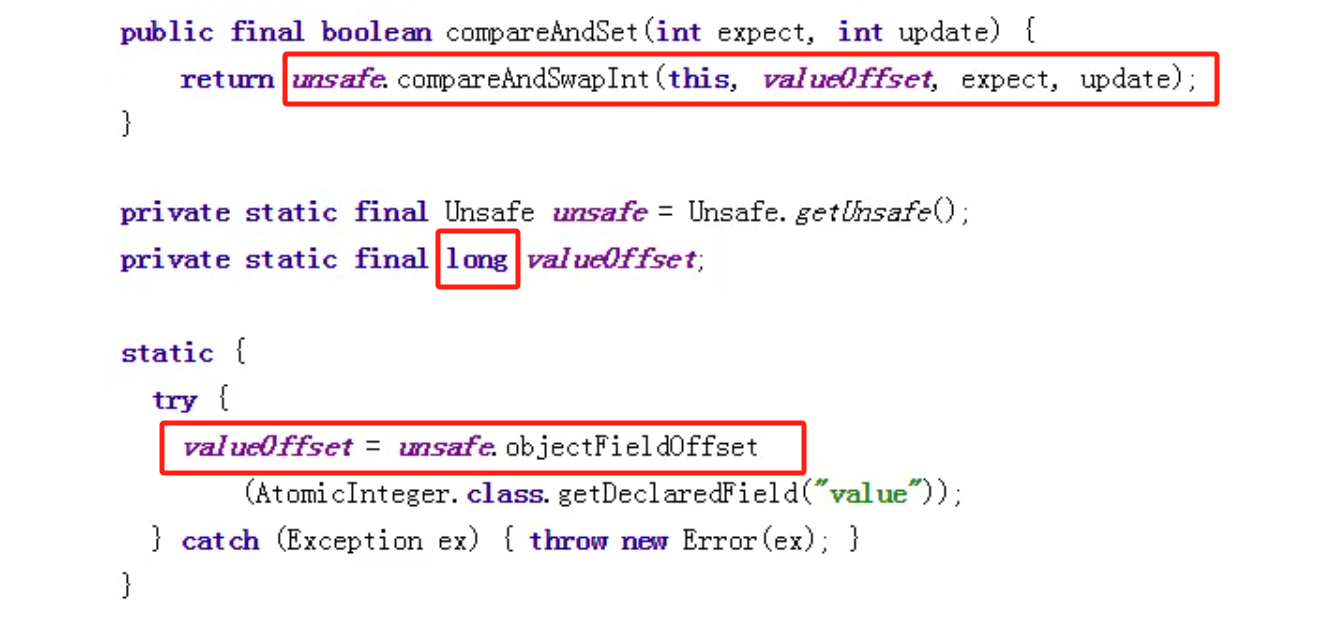 public final boolean compareAndSet(int expect, int update) {
return unsafe.compareAndSwapInt(this, valueOffset, expect, update);
}
private static final Unsafe unsafe = Unsafe.getUnsafe();
private static final long valueOffset;
static {
try {
valueOffset = unsafe.objectFieldOffset
(AtomicInteger.class.getDeclaredField("value"));
} catch (Exception ex) { throw new Error(ex); }
}